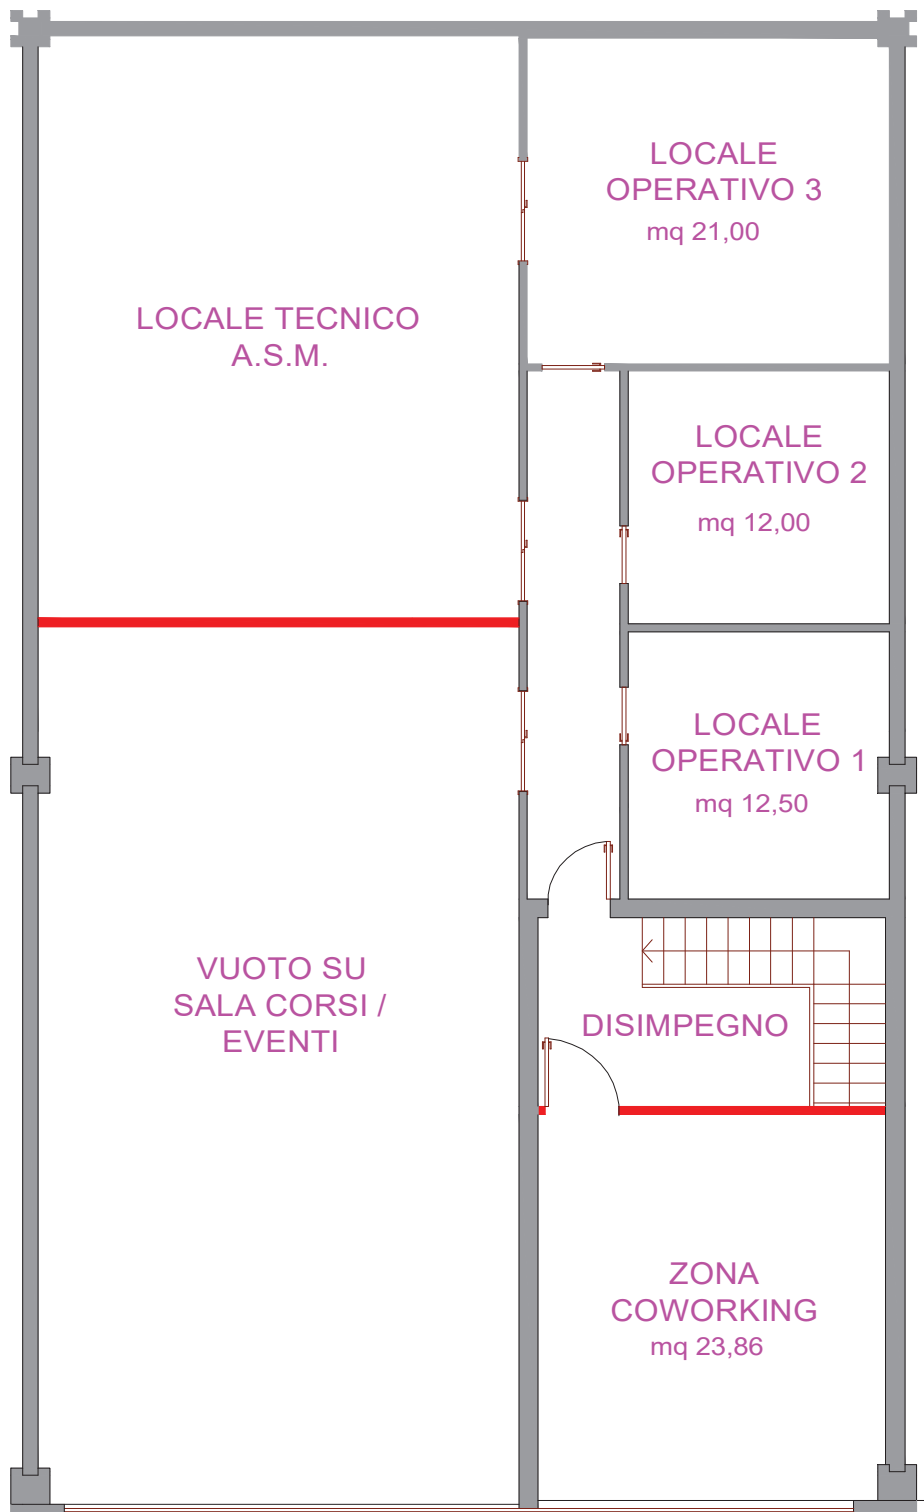 LOCALE
OPERATIVO 3
mq 21,00
LOCALE TECNICO
A.S.M.
LOCALE
OPERATIVO 2
mq 12,00
LOCALE
OPERATIVO 1
mq 12,50
VUOTO SU
SALA CORSI /
EVENTI
DISIMPEGNO
ZONA
COWORKING
mq 23,86